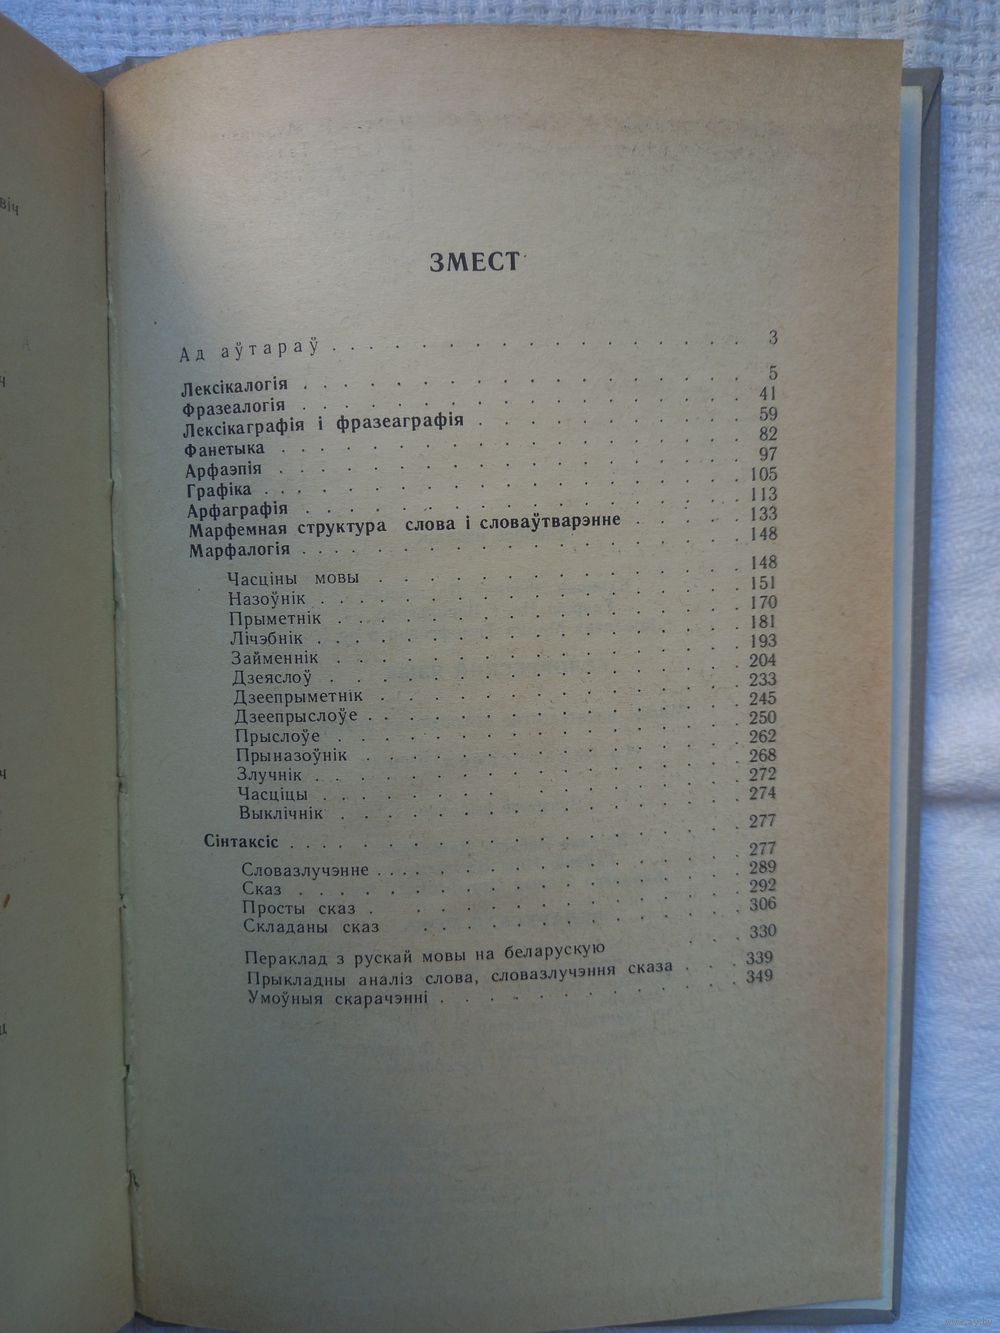 ЗМЕСТ
Ад аўтараў . . . . . . . . . . . . . . . . 3
Лексікалогія . . . . . . . . . . . . . . . . 5
Фразеалогія . . . . . . . . . . . . . . . . 41
Лексікаграфія і фразеаграфія . . . . . . . . . . 59
Фанетыка . . . . . . . . . . . . . . . . 82
Арфаэпія . . . . . . . . . . . . . . . . 97
Графіка . . . . . . . . . . . . . . . . 105
Арфаграфія . . . . . . . . . . . . . . . . 113
Марфемная структура слова і словаўтварэнне . . . . . 133
Марфалогія . . . . . . . . . . . . . . . . 148
Часціны мовы . . . . . . . . . . . . . . 148
Назоўнік . . . . . . . . . . . . . . 151
Прыметнік . . . . . . . . . . . . . . 170
Лічэбнік . . . . . . . . . . . . . . 181
Займеннік . . . . . . . . . . . . . . 193
Дзеяслоў . . . . . . . . . . . . . . 204
Дзеепрыметнік . . . . . . . . . . . . . . 233
Дзеепрыслоўе . . . . . . . . . . . . . . 245
Прыслоўе . . . . . . . . . . . . . . 250
Прыназоўнік . . . . . . . . . . . . . . 262
Злучнік . . . . . . . . . . . . . . 268
Часціцы . . . . . . . . . . . . . . 272
Выклічнік . . . . . . . . . . . . . . 274
Сінтаксіс . . . . . . . . . . . . . . . . 277
Словазлучэнне . . . . . . . . . . . . . . 277
Сказ . . . . . . . . . . . . . . 289
Просты сказ . . . . . . . . . . . . . . 292
Складаны сказ . . . . . . . . . . . . . . 306
Пераклад з рускай мовы на беларускую . . . 330
Прыкладны аналіз слова, словазлучэння сказа . . . 339
Умоўныя скарачэнні . . . . . . . . . . . . 349